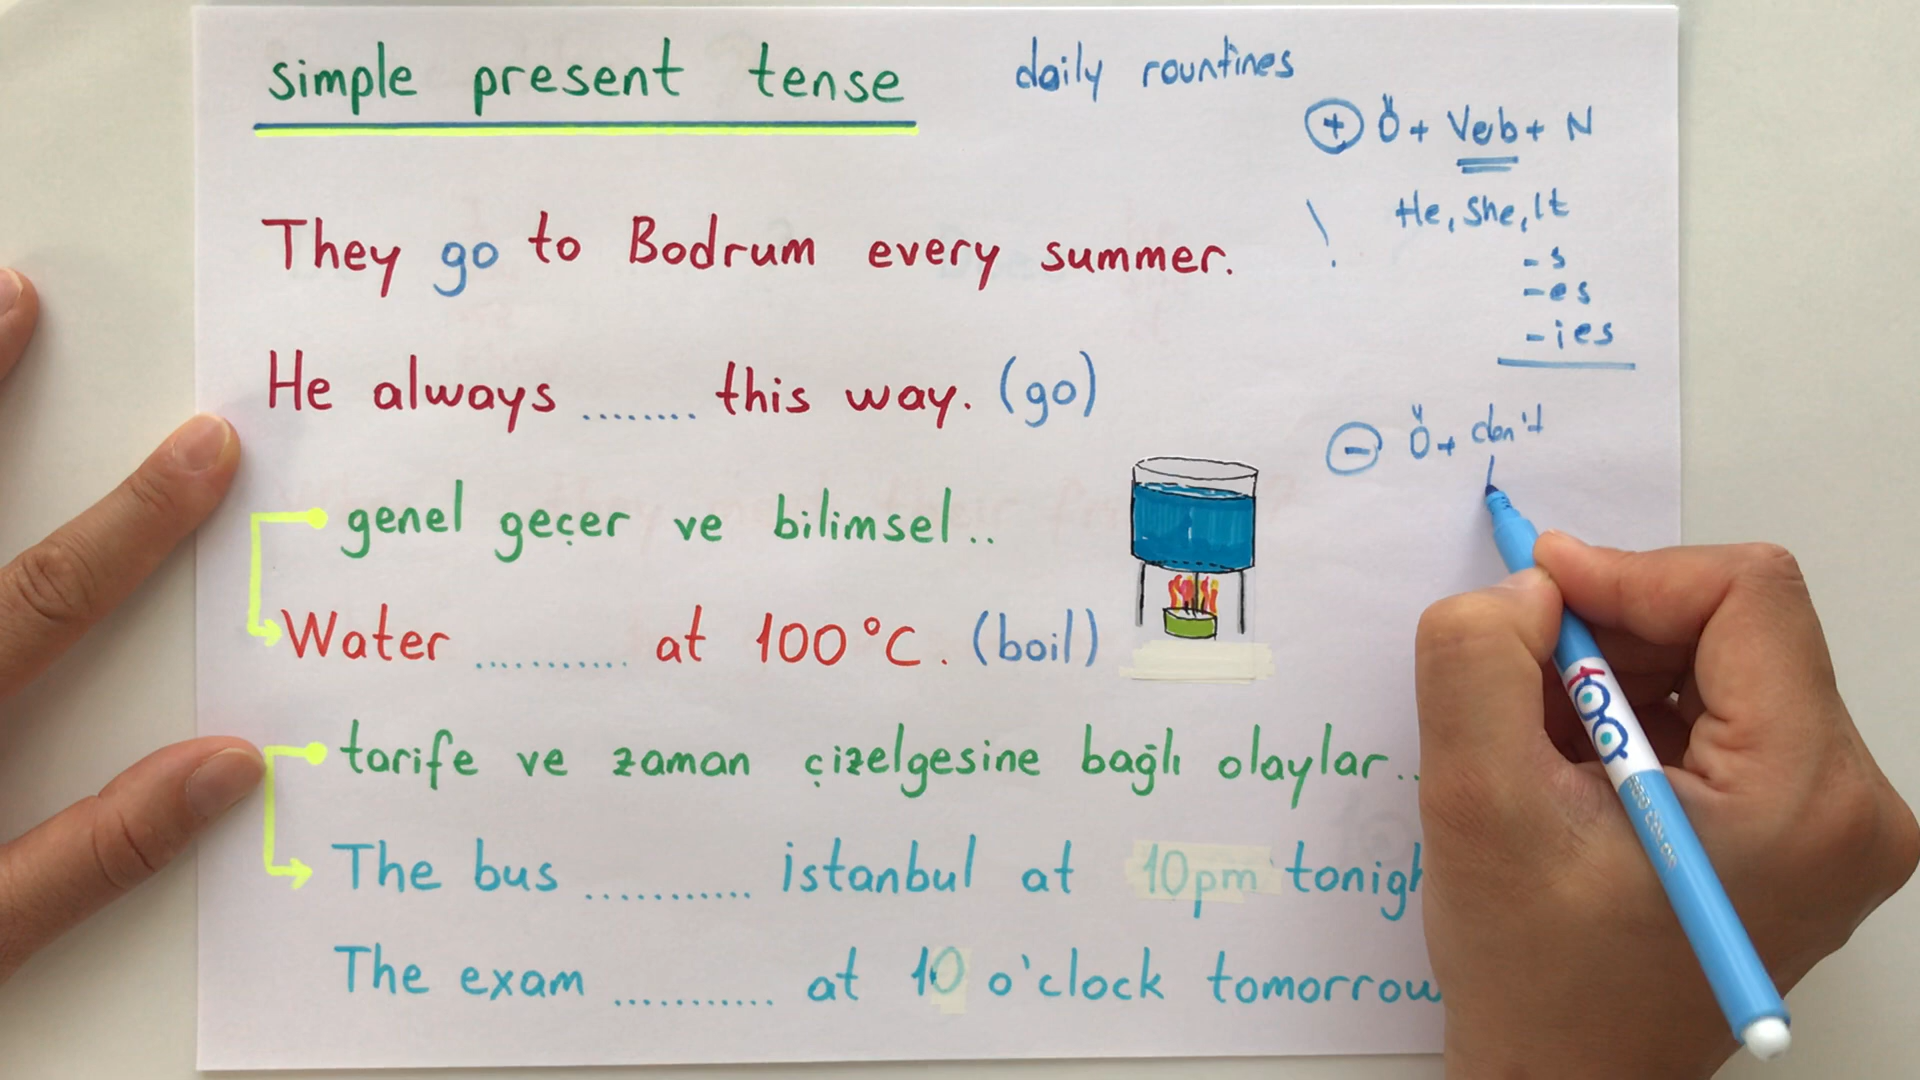 simple present tense
daily rountines
+ Ö + Verb + N
They go to Bodrum every summer.
! He, She, It
-s
-es
-ies
He always ........ this way. (go)
- Ö + don't
genel geçer ve bilimsel..
Water ........... at 100°C. (boil)
tarife ve zaman çizelgesine bağlı olaylar..
The bus ........... istanbul at 10pm tonigh
The exam ........... at 10 o'clock tomorrow
100